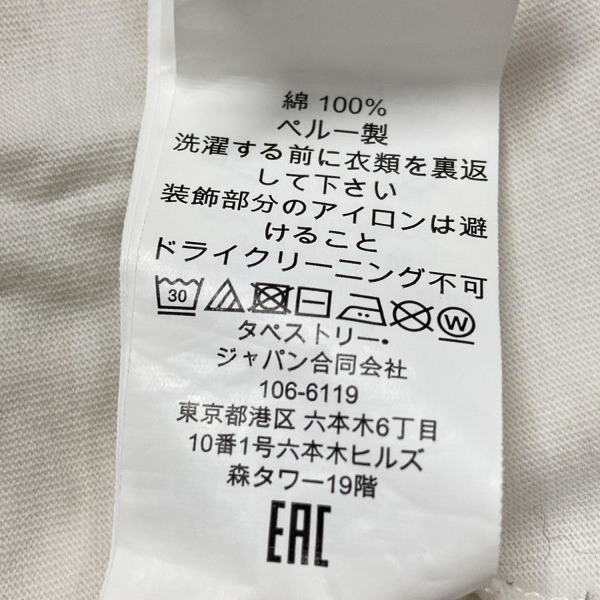 綿 100%
ペルー製
洗濯する前に衣類を裏返
して下さい
装飾部分のアイロンは避
けること
ドライクリーニング不可
30 W
タペストリー・
ジャパン合同会社
106-6119
東京都港区 六本木6丁目
10番1号六本木ヒルズ
森タワー19階
EAC